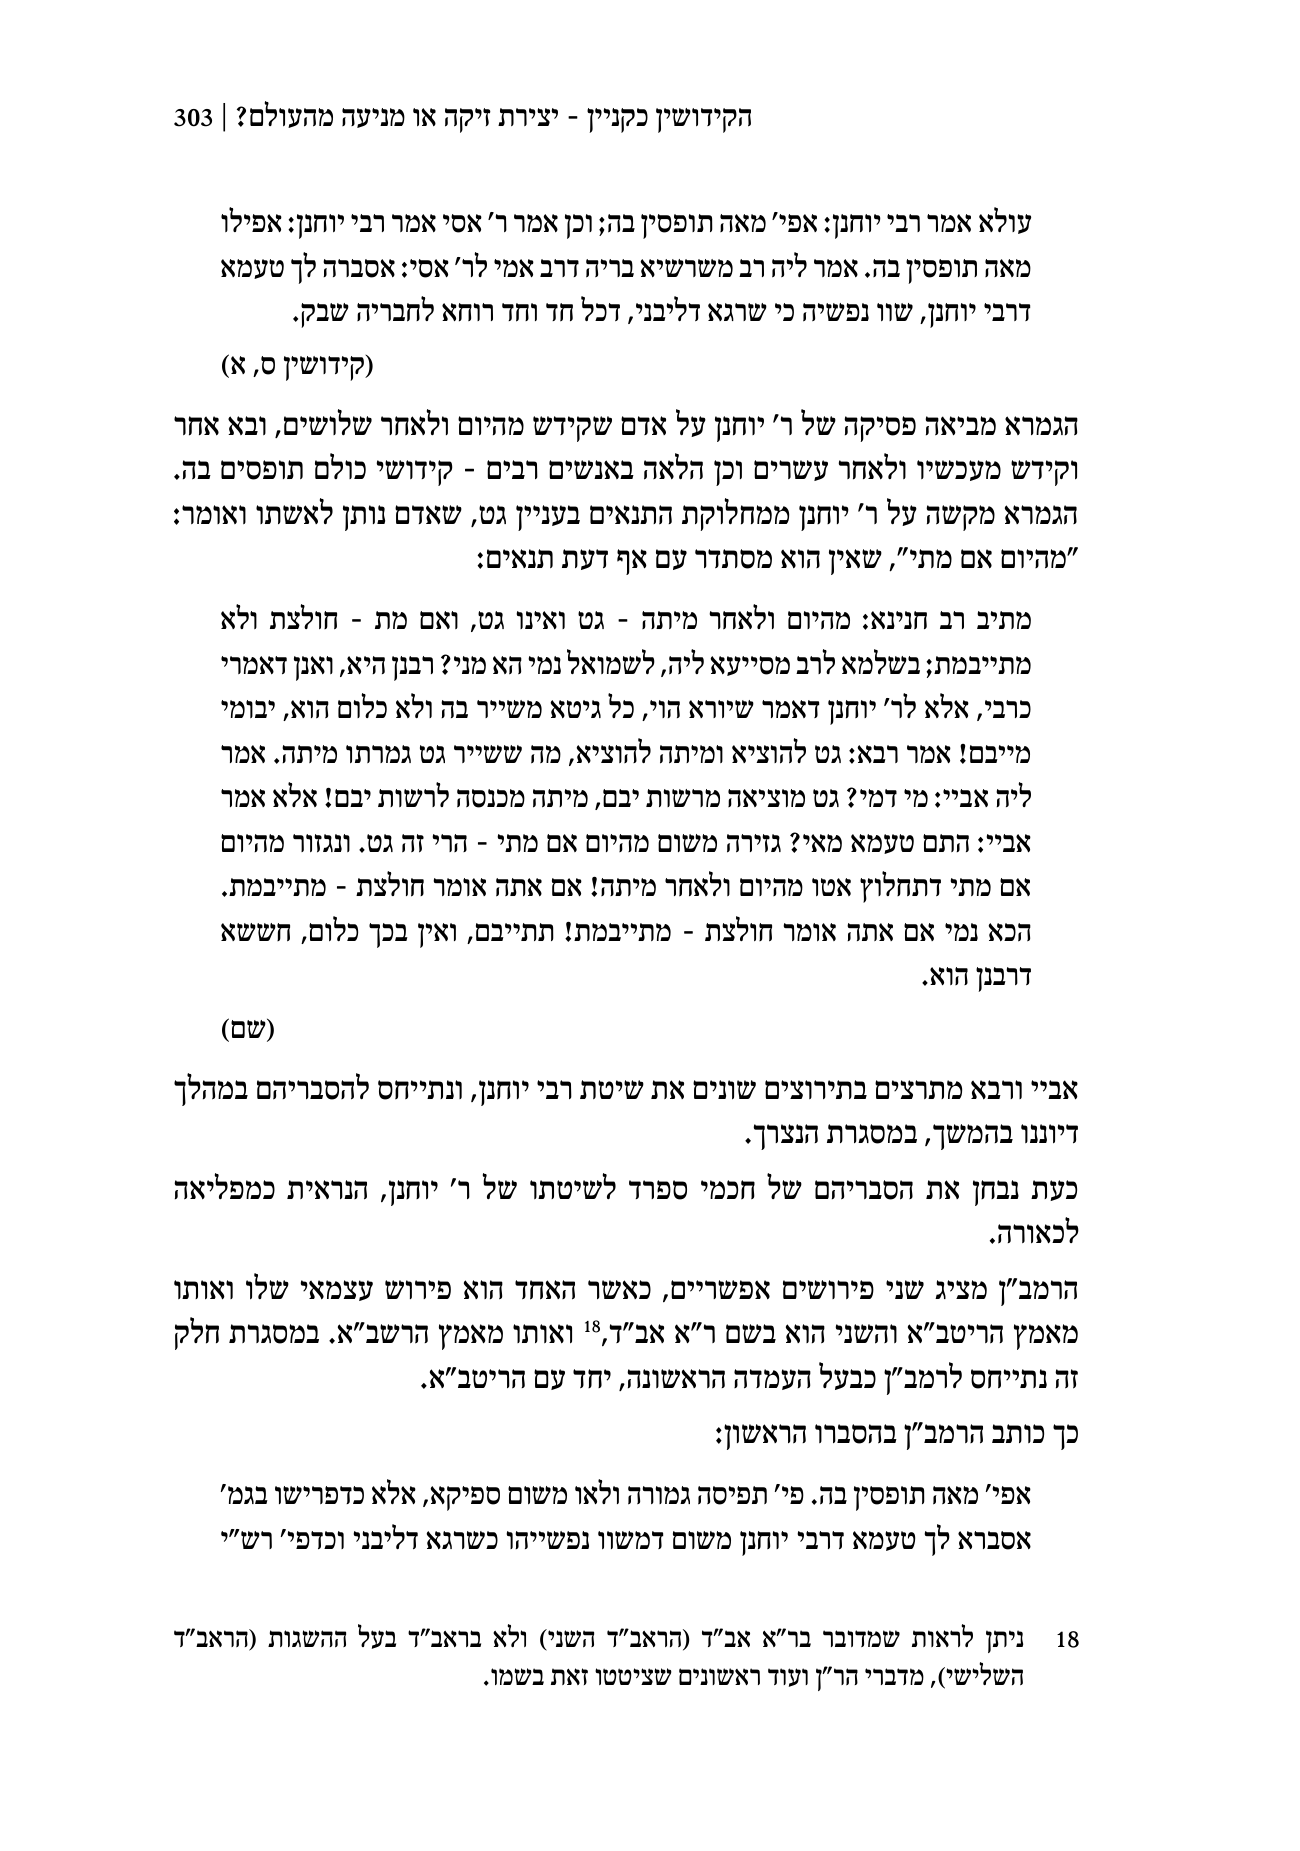 הקידושין כקניין - יצירת זיקה או מניעה מהעולם? | 303
עולא אמר רבי יוחנן: אפי' מאה תופסין בה; וכן אמר ר' אסי אמר רבי יוחנן: אפילו
מאה תופסין בה. אמר ליה רב משרשיא בריה דרב אמי לר' אסי: אסברה לך טעמא
דרבי יוחנן, שוו נפשיה כי שרגא דליבני, דכל חד וחד רוחא לחבריה שבק.
(קידושין ס, א)
הגמרא מביאה פסיקה של ר' יוחנן על אדם שקידש מהיום ולאחר שלושים, ובא אחר
וקידש מעכשיו ולאחר עשרים וכן הלאה באנשים רבים - קידושי כולם תופסים בה.
הגמרא מקשה על ר' יוחנן ממחלוקת התנאים בעניין גט, שאדם נותן לאשתו ואומר:
"מהיום אם מתי", שאין הוא מסתדר עם אף דעת תנאים:
מתיב רב חנינא: מהיום ולאחר מיתה - גט ואינו גט, ואם מת - חולצת ולא
מתייבמת; בשלמא לרב מסייעא ליה, לשמואל נמי הא מני? רבנן היא, ואנן דאמרי
כרבי, אלא לר' יוחנן דאמר שיורא הוי, כל גיטא משייר בה ולא כלום הוא, יבומי
מייבם! אמר רבא: גט להוציא ומיתה להוציא, מה ששייר גט גמרתו מיתה. אמר
ליה אביי: מי דמי? גט מוציאה מרשות יבם, מיתה מכנסה לרשות יבם! אלא אמר
אביי: התם טעמא מאי? גזירה משום מהיום אם מתי - הרי זה גט. ונגזור מהיום
אם מתי דתחלוץ אטו מהיום ולאחר מיתה! אם אתה אומר חולצת - מתייבמת.
הכא נמי אם אתה אומר חולצת - מתייבמת! תתייבם, ואין בכך כלום, חששא
דרבנן הוא.
(שם)
אביי ורבא מתרצים בתירוצים שונים את שיטת רבי יוחנן, ונתייחס להסבריהם במהלך
דיוננו בהמשך, במסגרת הנצרך.
כעת נבחן את הסבריהם של חכמי ספרד לשיטתו של ר' יוחנן, הנראית כמפליאה
לכאורה.
הרמב"ן מציג שני פירושים אפשריים, כאשר האחד הוא פירוש עצמאי שלו ואותו
מאמץ הריטב"א והשני הוא בשם ר"א אב"ד,18 ואותו מאמץ הרשב"א. במסגרת חלק
זה נתייחס לרמב"ן כבעל העמדה הראשונה, יחד עם הריטב"א.
כך כותב הרמב"ן בהסברו הראשון:
אפי' מאה תופסין בה. פי' תפיסה גמורה ולאו משום ספיקא, אלא כדפרישו בגמ'
אסברא לך טעמא דרבי יוחנן משום דמשוו נפשייהו כשרגא דליבני וכדפי' רש"י
18 ניתן לראות שמדובר בר"א אב"ד (הראב"ד השני) ולא בראב"ד בעל ההשגות (הראב"ד
השלישי), מדברי הר"ן ועוד ראשונים שציטטו זאת בשמו.